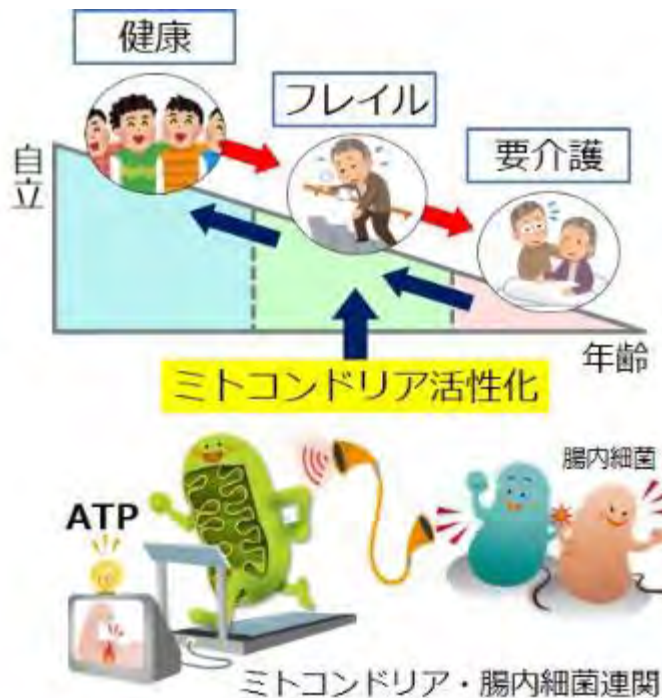 健康
フレイル
要介護
自立
年齢
ミトコンドリア活性化
腸内細菌
ATP
ミトコンドリア・腸内細菌連関